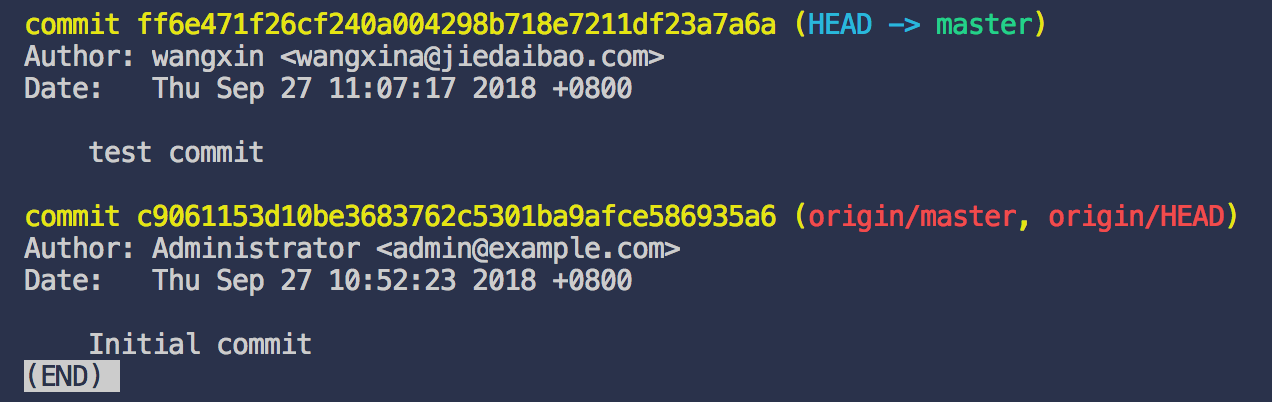 commit ff6e471f26cf240a004298b718e7211df23a7a6a (HEAD -> master)
Author: wangxin <wangxina@jiedaibao.com>
Date:   Thu Sep 27 11:07:17 2018 +0800
test commit
commit c9061153d10be3683762c5301ba9afce586935a6 (origin/master, origin/HEAD)
Author: Administrator <admin@example.com>
Date:   Thu Sep 27 10:52:23 2018 +0800
Initial commit
(END)